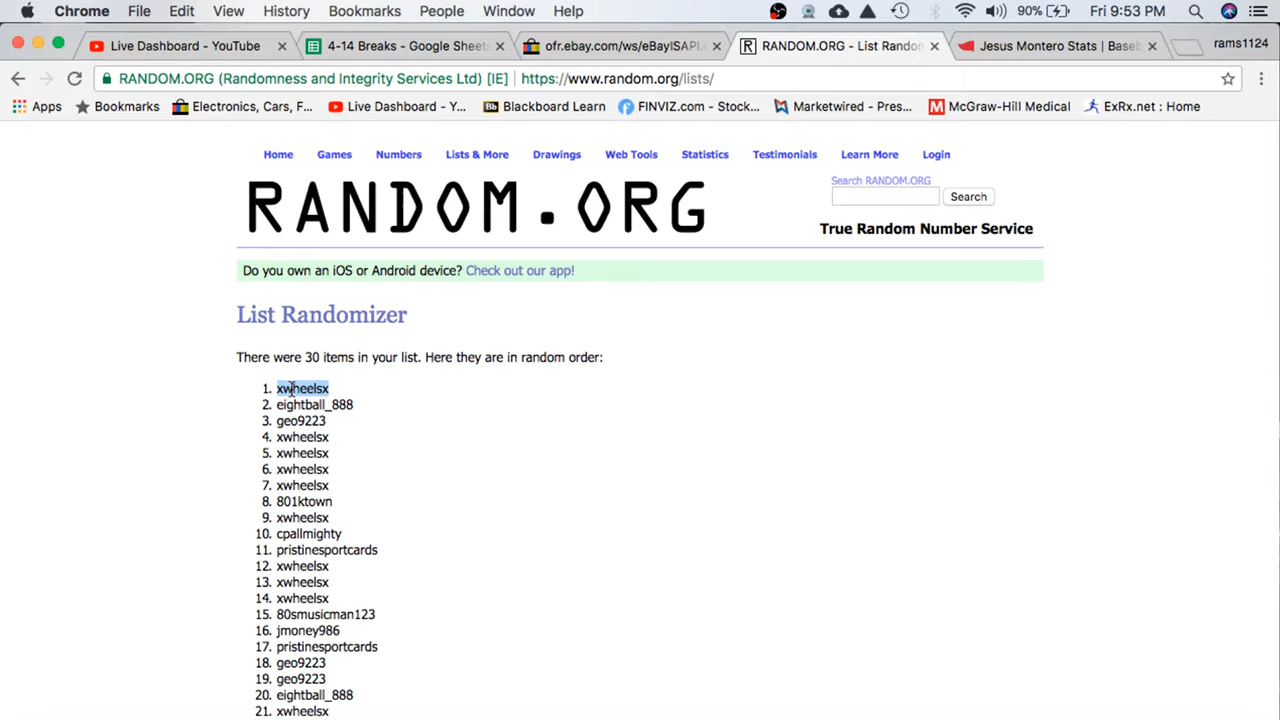 Chrome File Edit View History Bookmarks People Window Help 90% Fri 9:53 PM
Live Dashboard - YouTube 4-14 Breaks - Google Sheets ofr.ebay.com/ws/eBayISAPI. RANDOM.ORG - List Random Jesus Montero Stats | Baseb rams1124
RANDOM.ORG (Randomness and Integrity Services Ltd) [IE] https://www.random.org/lists/
Apps Bookmarks Electronics, Cars, F... Live Dashboard - Y... Blackboard Learn FINVIZ.com - Stock... Marketwired - Pres... McGraw-Hill Medical ExRx.net : Home
Home Games Numbers Lists & More Drawings Web Tools Statistics Testimonials Learn More Login
Search RANDOM.ORG
Search
RANDOM.ORG
True Random Number Service
Do you own an iOS or Android device? Check out our app!
List Randomizer
There were 30 items in your list. Here they are in random order:
1. xwheelsx
2. eightball_888
3. geo9223
4. xwheelsx
5. xwheelsx
6. xwheelsx
7. xwheelsx
8. 801ktown
9. xwheelsx
10. cpallmighty
11. pristinesportcards
12. xwheelsx
13. xwheelsx
14. xwheelsx
15. 80smusicman123
16. jmoney986
17. pristinesportcards
18. geo9223
19. geo9223
20. eightball_888
21. xwheelsx